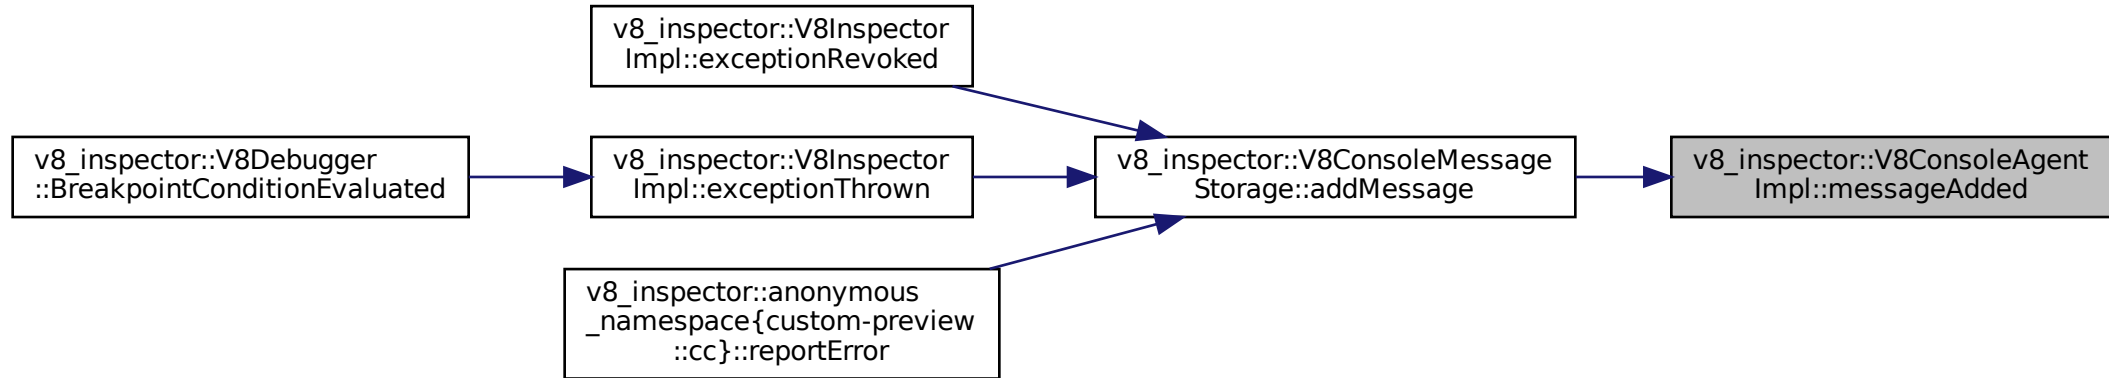 v8_inspector::V8Inspector
Impl::exceptionRevoked
v8_inspector::V8Debugger
::BreakpointConditionEvaluated
v8_inspector::V8Inspector
Impl::exceptionThrown
v8_inspector::V8ConsoleMessage
Storage::addMessage
v8_inspector::V8ConsoleAgent
Impl::messageAdded
v8_inspector::anonymous
_namespace{custom-preview
::cc}::reportError